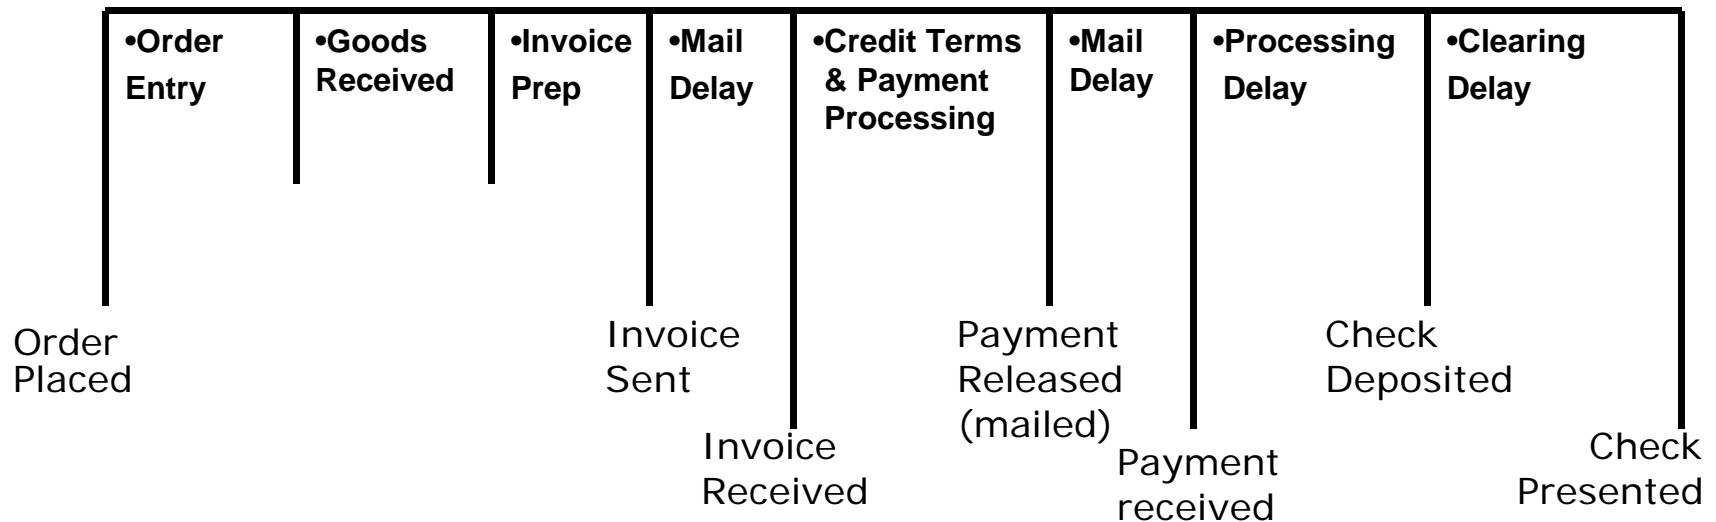 •Order
Entry
•Goods
Received
•Invoice
Prep
•Mail
Delay
•Credit Terms
& Payment
Processing
•Mail
Delay
•Processing
Delay
•Clearing
Delay
Order
Placed
Invoice
Sent
Invoice
Received
Payment
Released
(mailed)
Payment
received
Check
Deposited
Check
Presented